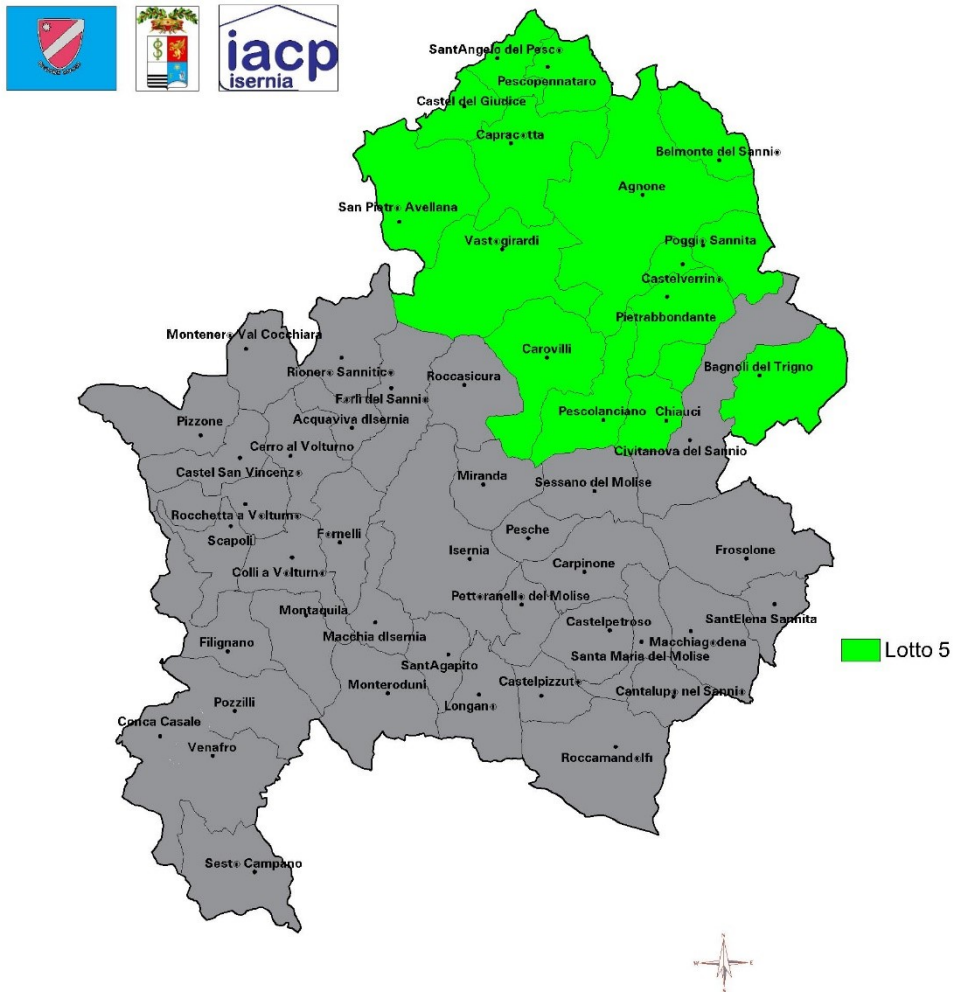 iacp
isernia
SantAngelo del Pesco
Pescopennataro
Castel del Giudice
Capracotta
Belmonte del Sannio
Agnone
San Pietro Avellana
Vastogirardi
Poggio Sannita
Castelverrino
Pietrabbondante
Montenero Val Cocchiara
Carovilli
Rionero Sannitico
Roccasicura
Bagnoli del Trigno
Forli del Sannio
Pescolanciano
Chiauci
Pizzone
Acquaviva dIsernia
Cerro al Volturno
Civitanova del Sannio
Castel San Vincenzo
Miranda
Sessano del Molise
Rocchetta a Volturno
Scapoli
Fornelli
Pesche
Isernia
Frosolone
Colli a Volturno
Carpinone
Pettoranello del Molise
Montaquila
Castelpetroso
SantElena Sannita
Macchia dIsernia
Filignano
Macchiagodena
Lotto 5
Santa Maria del Molise
SantAgapito
Monteroduni
Castelpizzuto
Cantalupo nel Sannio
Longano
Pozzilli
Conca Casale
Venafro
Roccamandolfi
Sesto Campano
N
W E
S